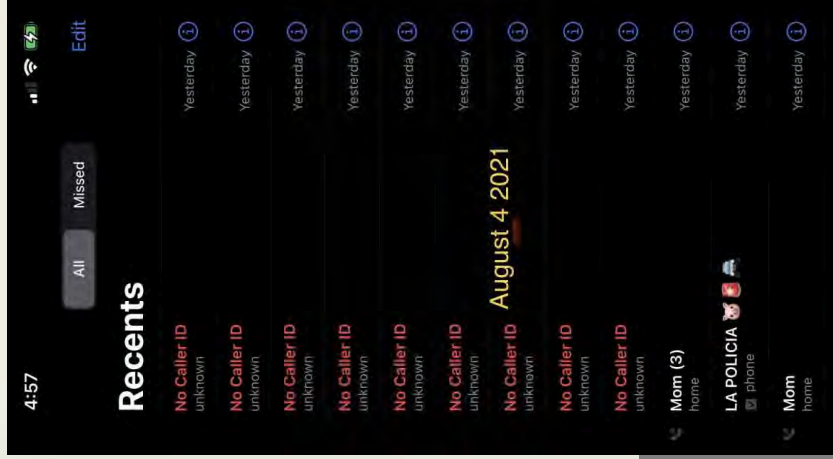 4:57
All Missed Edit
Recents
No Caller ID
unknown Yesterday
No Caller ID
unknown Yesterday
No Caller ID
unknown Yesterday
No Caller ID
unknown Yesterday
No Caller ID
unknown Yesterday
No Caller ID
unknown Yesterday
August 4 2021
No Caller ID
unknown Yesterday
No Caller ID
unknown Yesterday
No Caller ID
unknown Yesterday
Mom (3)
home Yesterday
LA POLICIA 🐷🚨🚔
phone Yesterday
Mom
home Yesterday